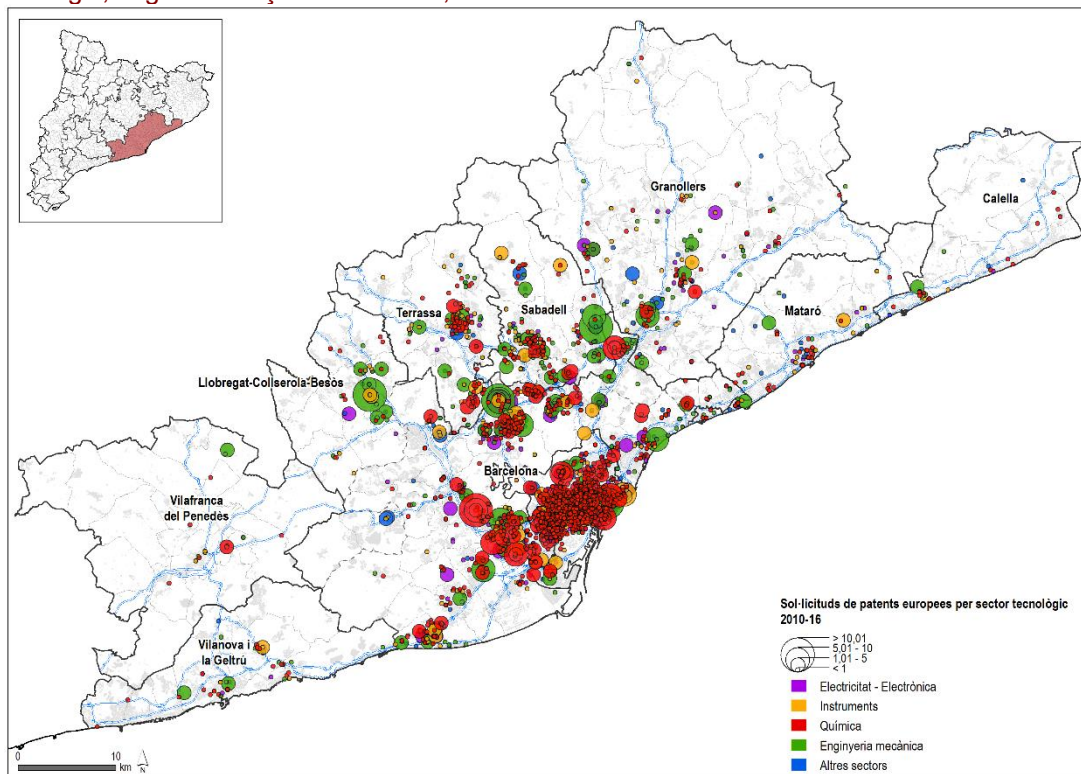 Granollers
Calella
Terrassa
Sabadell
Mataró
Llobregat-Collserola-Besòs
Barcelona
Vilafranca
del Penedès
Vilanova i
la Geltrú
Sol·licituds de patents europees per sector tecnològic
2010-16
> 10,01
5,01 - 10
1,01 - 5
< 1
Electricitat - Electrònica
Instruments
Química
Enginyeria mecànica
Altres sectors
0 10
km N